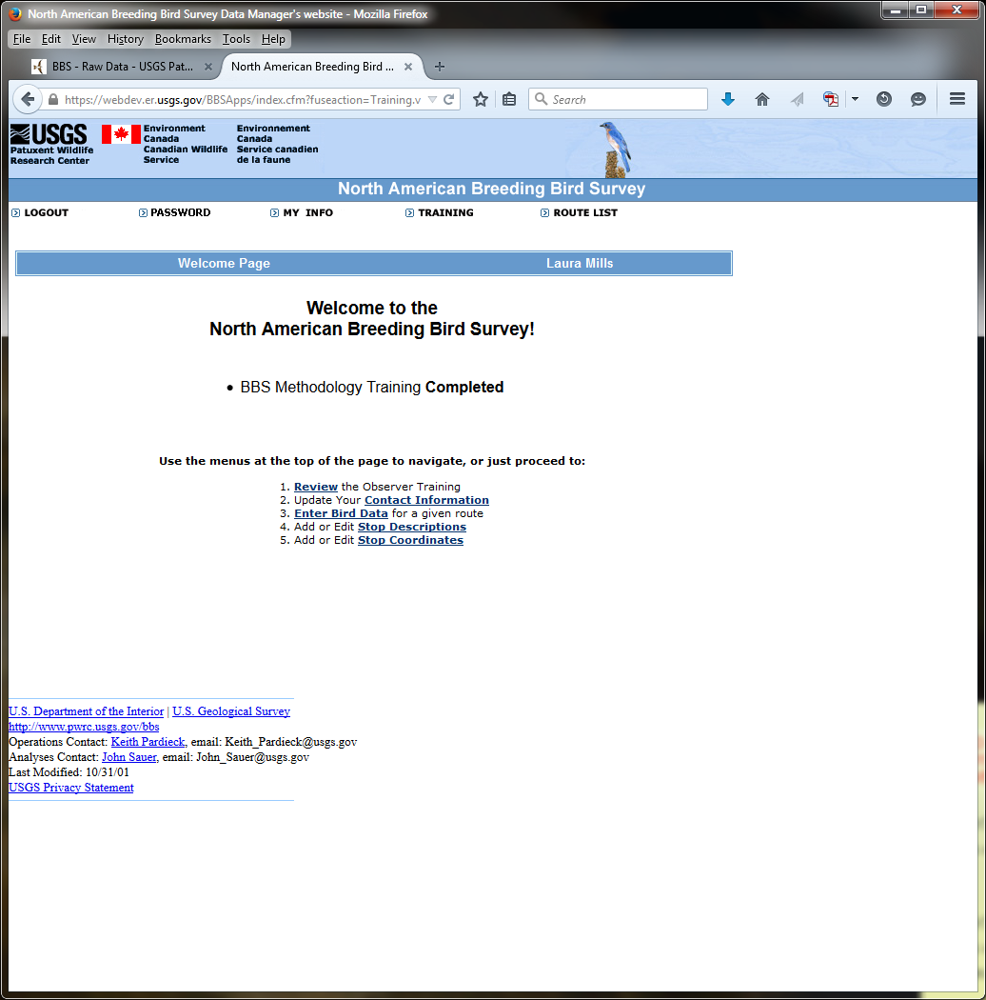 North American Breeding Bird Survey Data Manager's website - Mozilla Firefox
File Edit View History Bookmarks Tools Help
BBS - Raw Data - USGS Pat... North American Breeding Bird ...
https://webdev.er.usgs.gov/BBSApps/index.cfm?fuseaction=Training.v Search
USGS
Patuxent Wildlife
Research Center
Environment
Canada
Canadian Wildlife
Service
Environnement
Canada
Service canadien
de la faune
North American Breeding Bird Survey
LOGOUT PASSWORD MY INFO TRAINING ROUTE LIST
Welcome Page Laura Mills
Welcome to the
North American Breeding Bird Survey!
• BBS Methodology Training Completed
Use the menus at the top of the page to navigate, or just proceed to:
1. Review the Observer Training
2. Update Your Contact Information
3. Enter Bird Data for a given route
4. Add or Edit Stop Descriptions
5. Add or Edit Stop Coordinates
U.S. Department of the Interior | U.S. Geological Survey
http://www.pwrc.usgs.gov/bbs
Operations Contact: Keith Pardieck, email: Keith_Pardieck@usgs.gov
Analyses Contact: John Sauer, email: John_Sauer@usgs.gov
Last Modified: 10/31/01
USGS Privacy Statement